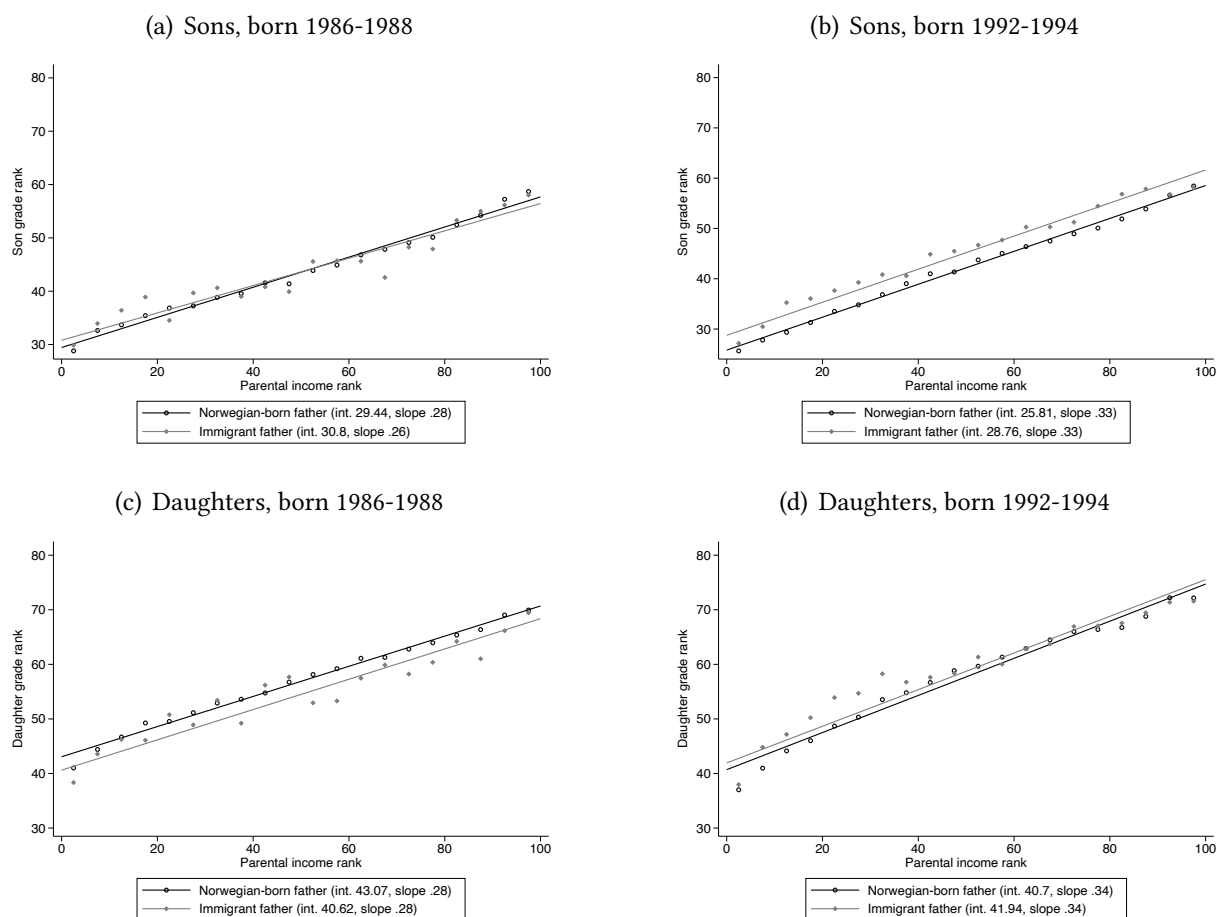 (a) Sons, born 1986-1988
80
70
60
50
40
30
Son grade rank
0 20 40 60 80 100
Parental income rank
Norwegian-born father (int. 29.44, slope .28)
Immigrant father (int. 30.8, slope .26)
(b) Sons, born 1992-1994
80
70
60
50
40
30
Son grade rank
0 20 40 60 80 100
Parental income rank
Norwegian-born father (int. 25.81, slope .33)
Immigrant father (int. 28.76, slope .33)
(c) Daughters, born 1986-1988
80
70
60
50
40
30
Daughter grade rank
0 20 40 60 80 100
Parental income rank
Norwegian-born father (int. 43.07, slope .28)
Immigrant father (int. 40.62, slope .28)
(d) Daughters, born 1992-1994
80
70
60
50
40
30
Daughter grade rank
0 20 40 60 80 100
Parental income rank
Norwegian-born father (int. 40.7, slope .34)
Immigrant father (int. 41.94, slope .34)